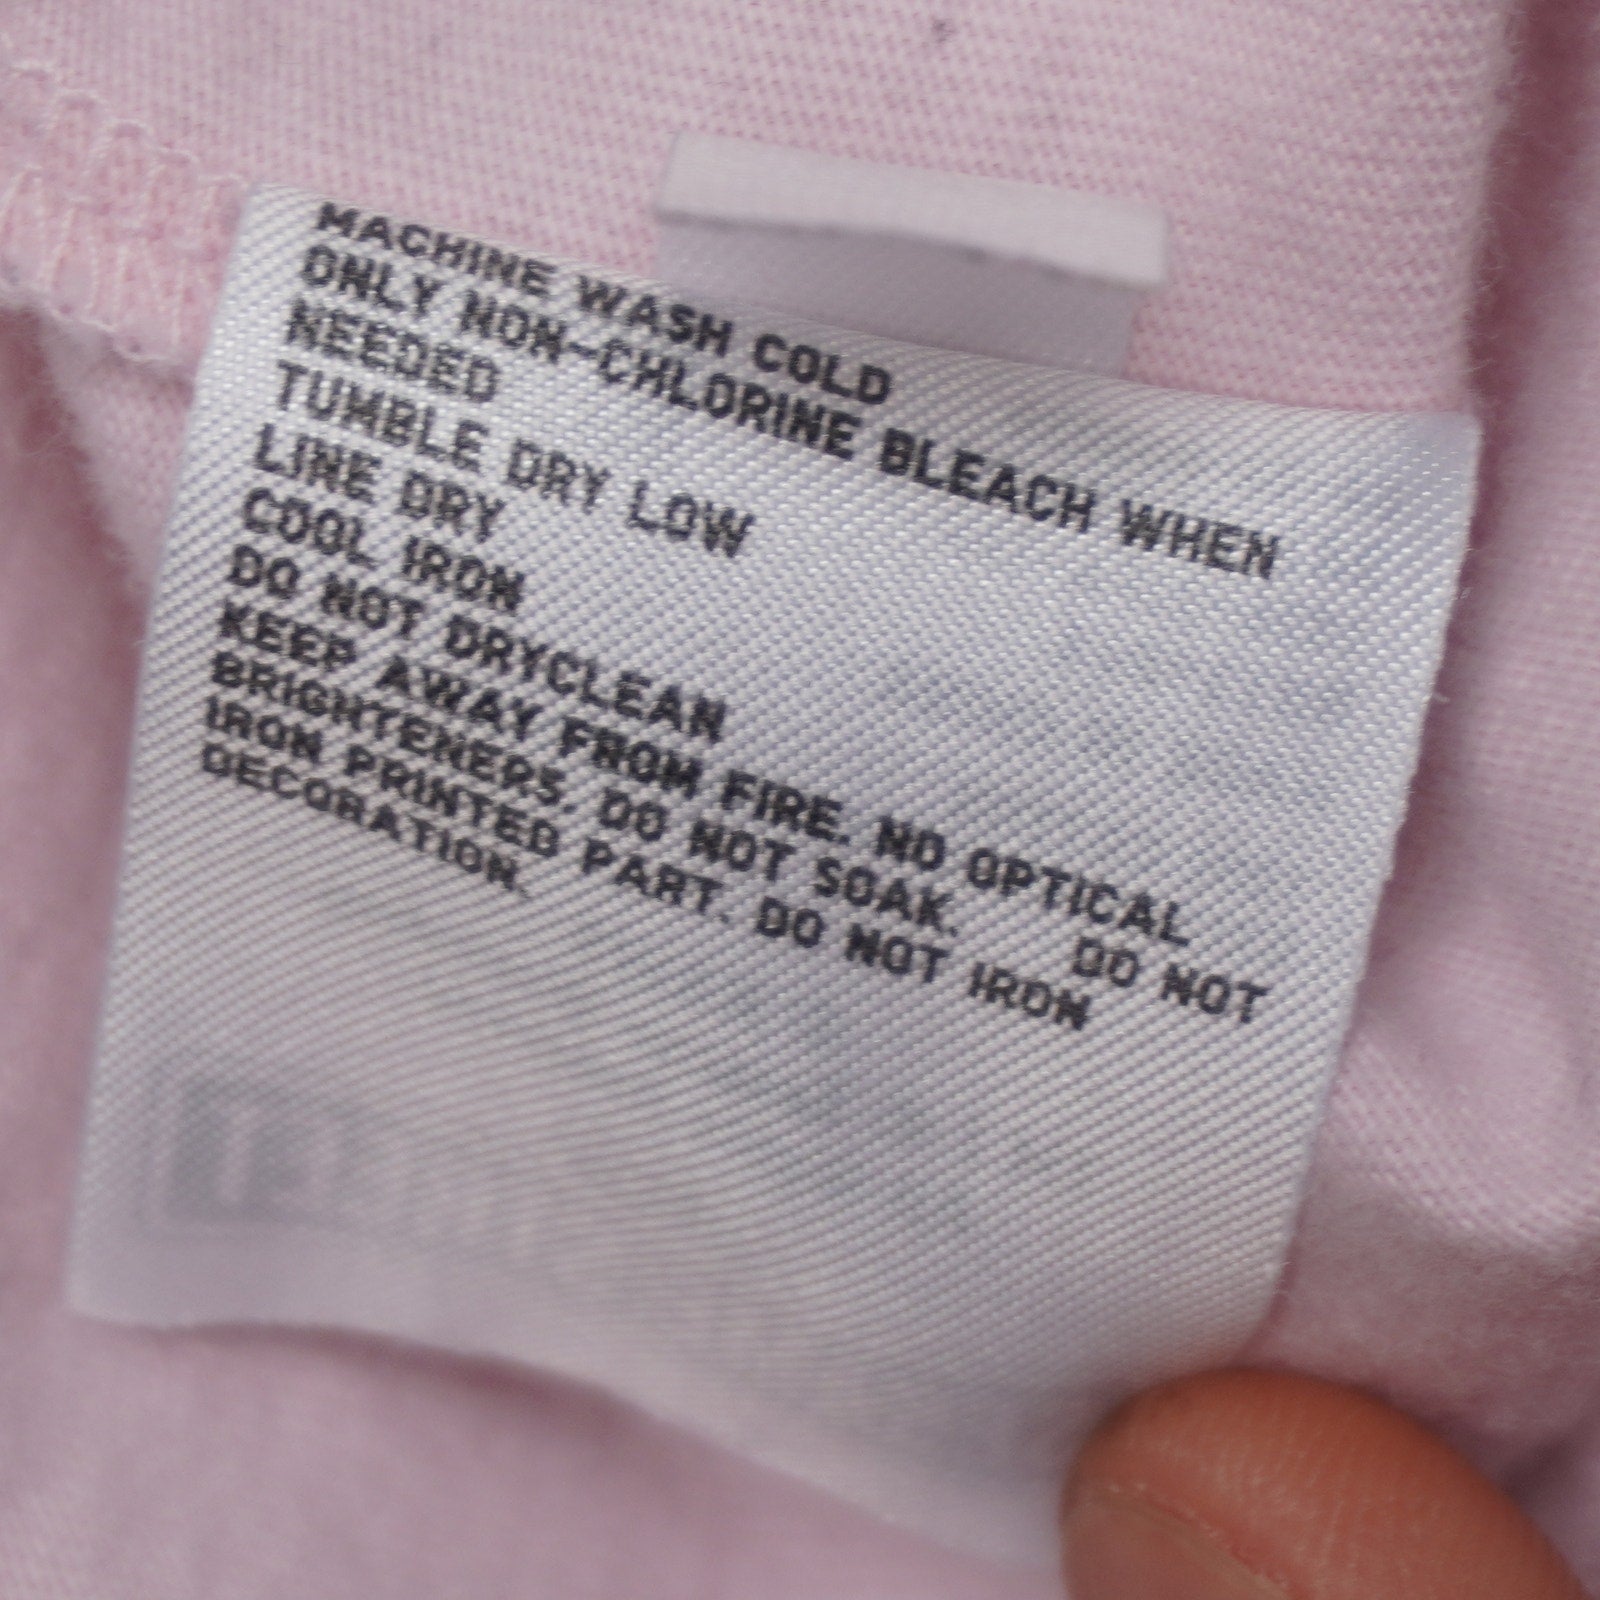 MACHINE WASH COLD
ONLY NON-CHLORINE BLEACH WHEN
NEEDED
TUMBLE DRY LOW
LINE DRY
COOL IRON
DO NOT DRYCLEAN
KEEP AWAY FROM FIRE. NO OPTICAL
BRIGHTENERS. DO NOT SOAK. DO NOT
IRON PRINTED PART. DO NOT IRON
DECORATION.